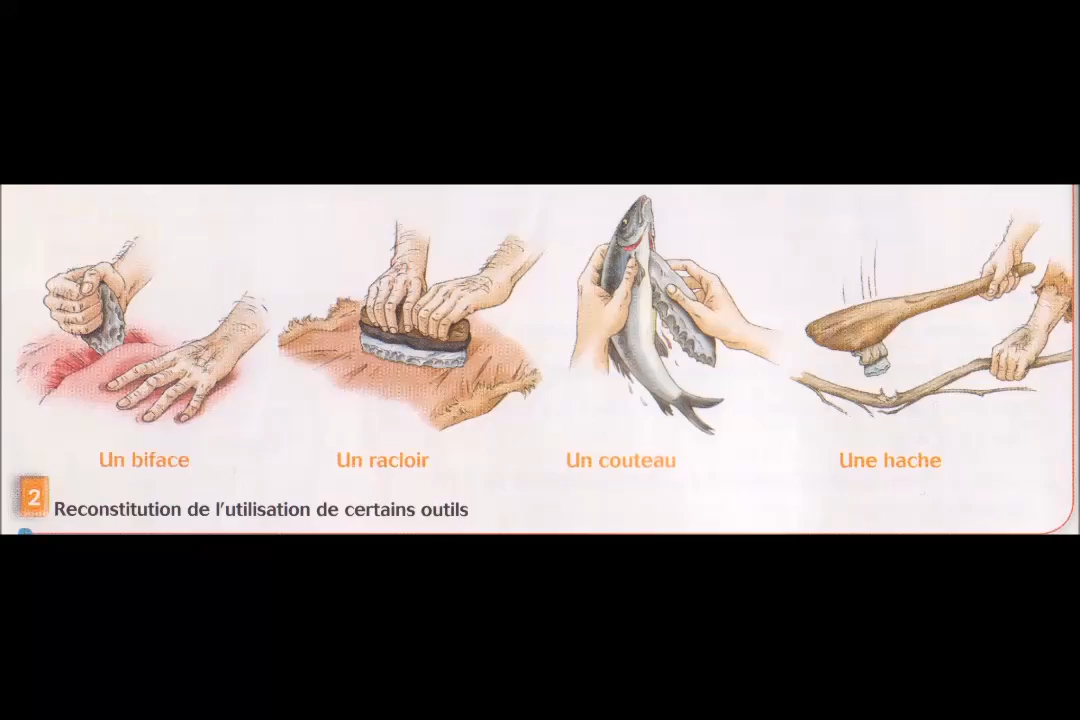 Un biface
Un racloir
Un couteau
Une hache
2
Reconstitution de l'utilisation de certains outils